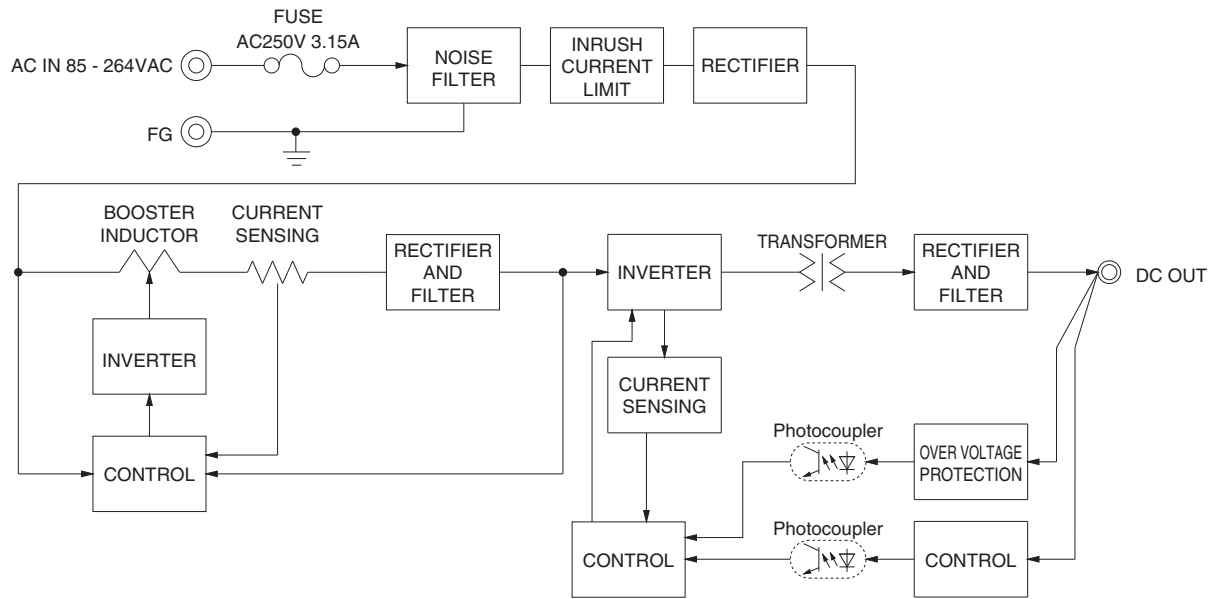 FUSE
AC250V 3.15A
AC IN 85 - 264VAC
NOISE
FILTER
INRUSH
CURRENT
LIMIT
RECTIFIER
FG
BOOSTER
INDUCTOR
CURRENT
SENSING
RECTIFIER
AND
FILTER
INVERTER
TRANSFORMER
RECTIFIER
AND
FILTER
DC OUT
INVERTER
CURRENT
SENSING
CONTROL
Photocoupler
OVER VOLTAGE
PROTECTION
Photocoupler
CONTROL
CONTROL